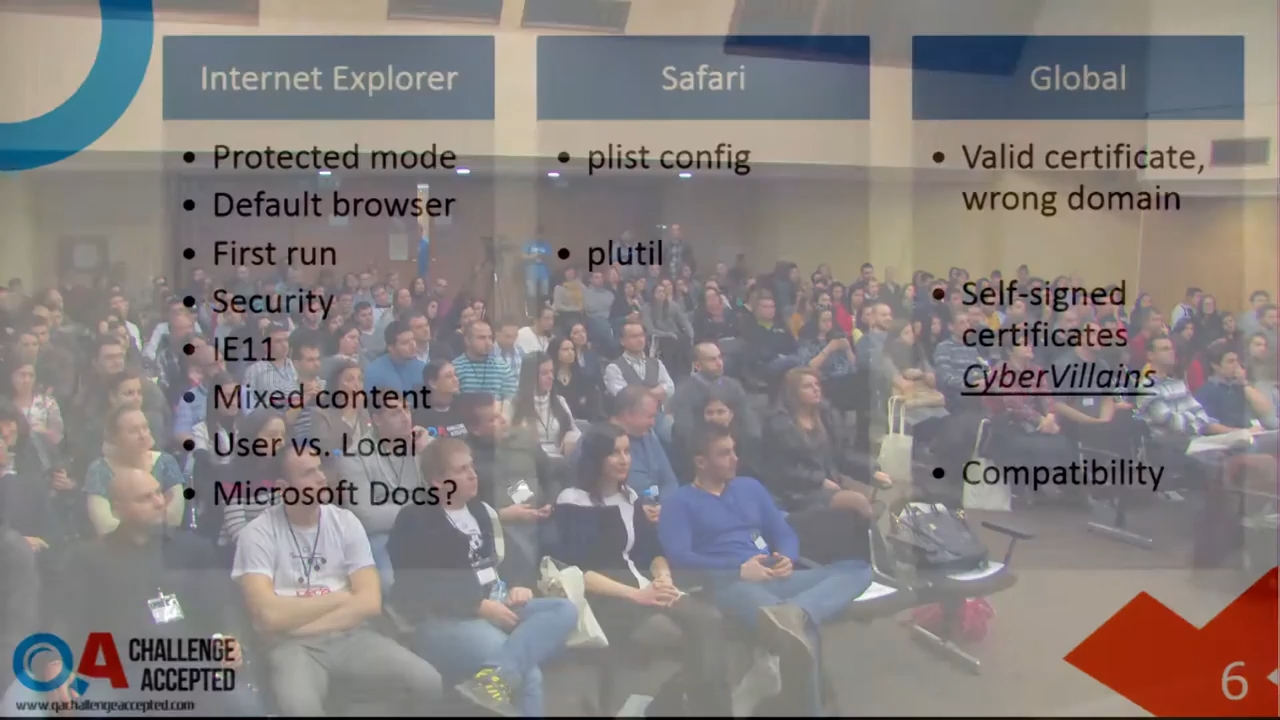 Internet Explorer
• Protected mode
• Default browser
• First run
• Security
• IE11
• Mixed content
• User vs. Local
• Microsoft Docs?
Safari
• plist config
• plutil
Global
• Valid certificate,
wrong domain
• Self-signed
certificates
CyberVillains
• Compatibility
QA CHALLENGE
ACCEPTED
www.qachallengeaccepted.com
6